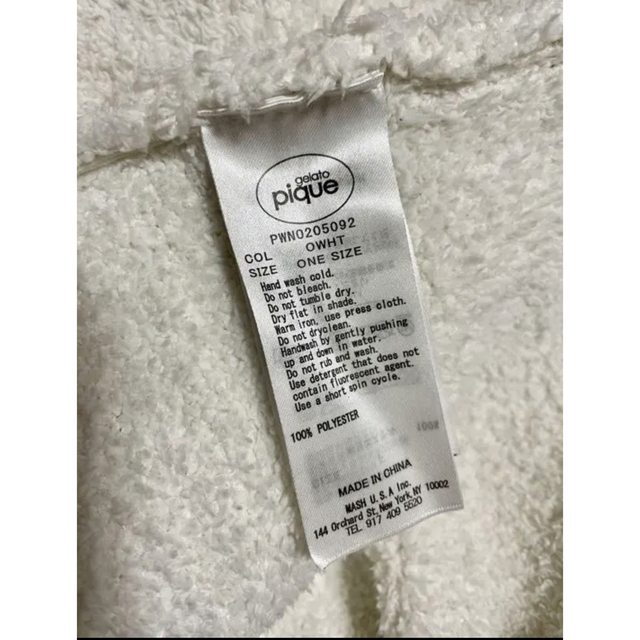 gelato
pique
PWN0205092
COL OWHT
SIZE ONE SIZE
Hand wash cold.
Do not bleach.
Do not tumble dry.
Dry flat in shade.
Warm iron, use press cloth.
Do not dryclean.
Handwash by gently pushing
up and down in water.
Do not rub and wash.
Use detergent that does not
contain fluorescent agent.
Use a short spin cycle.
100% POLYESTER
MADE IN CHINA
MASH U.S.A Inc.
144 Orchard St, New York, NY 10002
TEL 917 409 5520